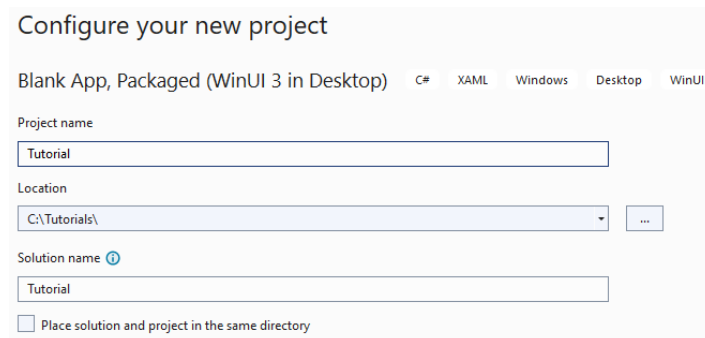 Configure your new project
Blank App, Packaged (WinUI 3 in Desktop) C# XAML Windows Desktop WinUI
Project name
Tutorial
Location
C:\Tutorials\
...
Solution name
Tutorial
Place solution and project in the same directory